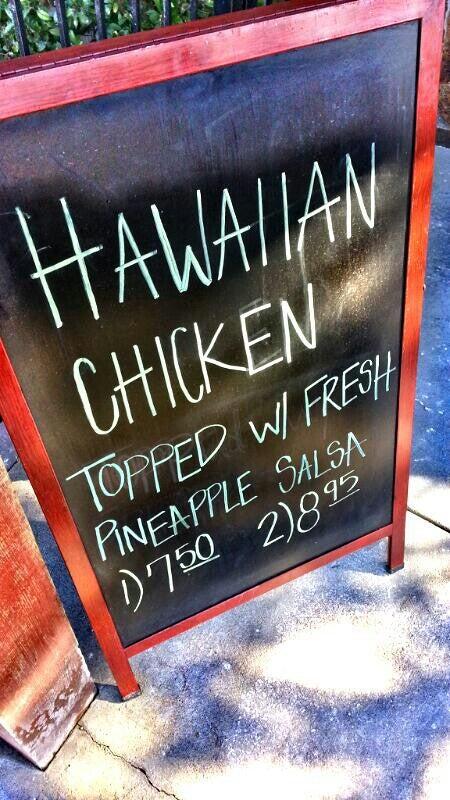 HAWAIIAN
CHICKEN
TOPPED W/ FRESH
PINEAPPLE SALSA
1) 7 50 2) 8 95